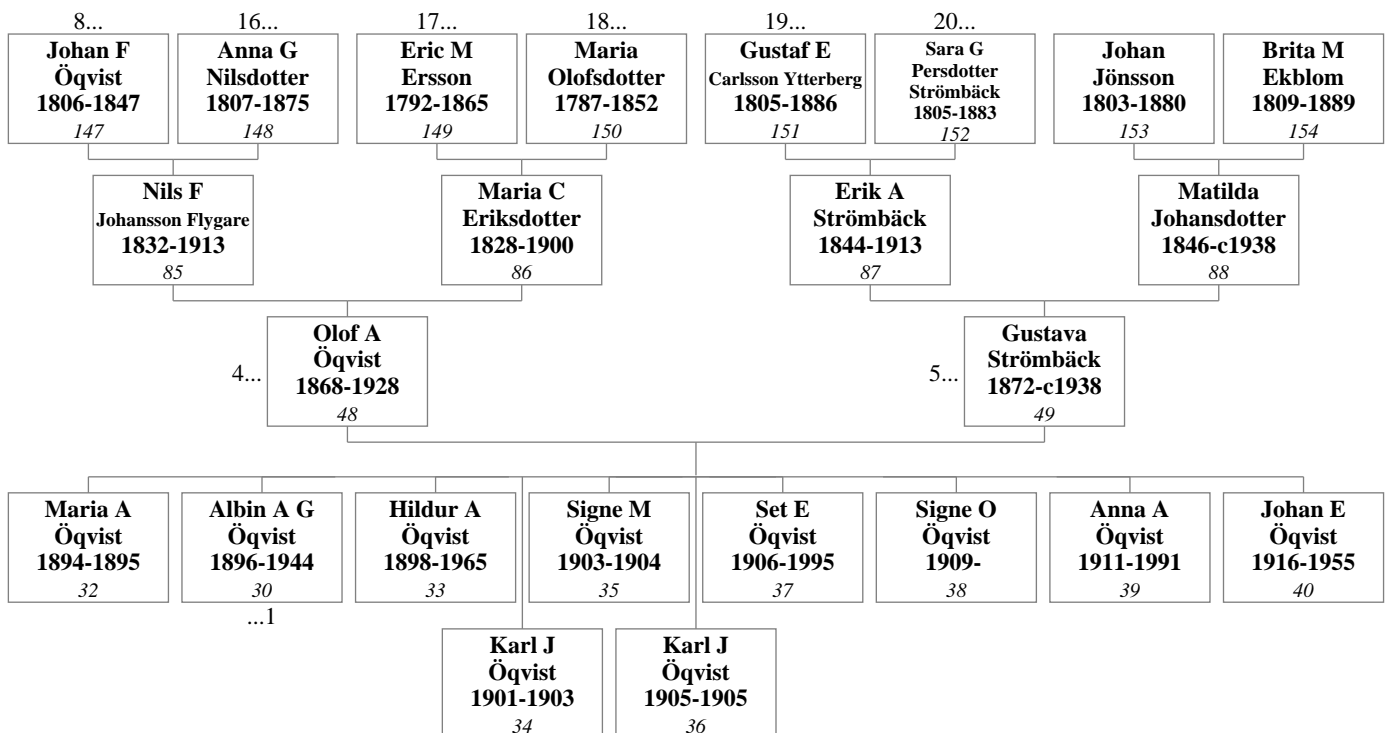 8... 16... 17... 18... 19... 20...
Johan F
Öqvist
1806-1847
147
Anna G
Nilsdotter
1807-1875
148
Eric M
Ersson
1792-1865
149
Maria
Olofsdotter
1787-1852
150
Gustaf E
Carlsson Ytterberg
1805-1886
151
Sara G
Persdotter
Strömbäck
1805-1883
152
Johan
Jönsson
1803-1880
153
Brita M
Ekblom
1809-1889
154
Nils F
Johansson Flygare
1832-1913
85
Maria C
Eriksdotter
1828-1900
86
Erik A
Strömbäck
1844-1913
87
Matilda
Johansdotter
1846-c1938
88
4...
Olof A
Öqvist
1868-1928
48
5...
Gustava
Strömbäck
1872-c1938
49
Maria A
Öqvist
1894-1895
32
Albin A G
Öqvist
1896-1944
30
...1
Hildur A
Öqvist
1898-1965
33
Signe M
Öqvist
1903-1904
35
Set E
Öqvist
1906-1995
37
Signe O
Öqvist
1909-
38
Anna A
Öqvist
1911-1991
39
Johan E
Öqvist
1916-1955
40
Karl J
Öqvist
1901-1903
34
Karl J
Öqvist
1905-1905
36